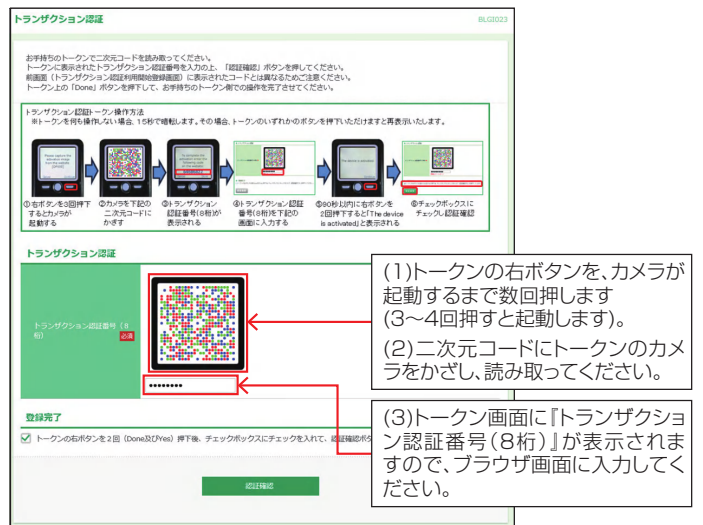 トランザクション認証
BLGI023
お手持ちのトークンで二次元コードを読み取ってください。
トークンに表示されたトランザクション認証番号を入力の上、「認証確認」ボタンを押してください。
前画面（トランザクション認証利用開始登録画面）に表示されたコードとは異なるためご注意ください。
トークン上の「Done」ボタンを押下して、お手持ちのトークン側での操作を完了させてください。
トランザクション認証トークン操作方法
※トークンを何も操作しない場合、15秒で暗転します。その場合、トークンのいずれかのボタンを押下いただけますと再表示いたします。
The device is activated
①右ボタンを3回押下
するとカメラが
起動する
②カメラを下記の
二次元コードに
かざす
③トランザクション
認証番号(8桁)が
表示される
④トランザクション認証
番号(8桁)を下記の
画面に入力する
⑤90秒以内に右ボタンを
2回押下すると「The device
is activated」と表示される
⑥チェックボックスに
チェックし認証確認
トランザクション認証
トランザクション認証番号（8
桁）
必須
••••••••
登録完了
トークンの右ボタンを2回（Done及びYes）押下後、チェックボックスにチェックを入れて、認証確認ボタ
認証確認
(1)トークンの右ボタンを、カメラが
起動するまで数回押します
(3〜4回押すと起動します)。
(2)二次元コードにトークンのカメ
ラをかざし、読み取ってください。
(3)トークン画面に『トランザクショ
ン認証番号(8桁)』が表示されま
すので、ブラウザ画面に入力してく
ださい。